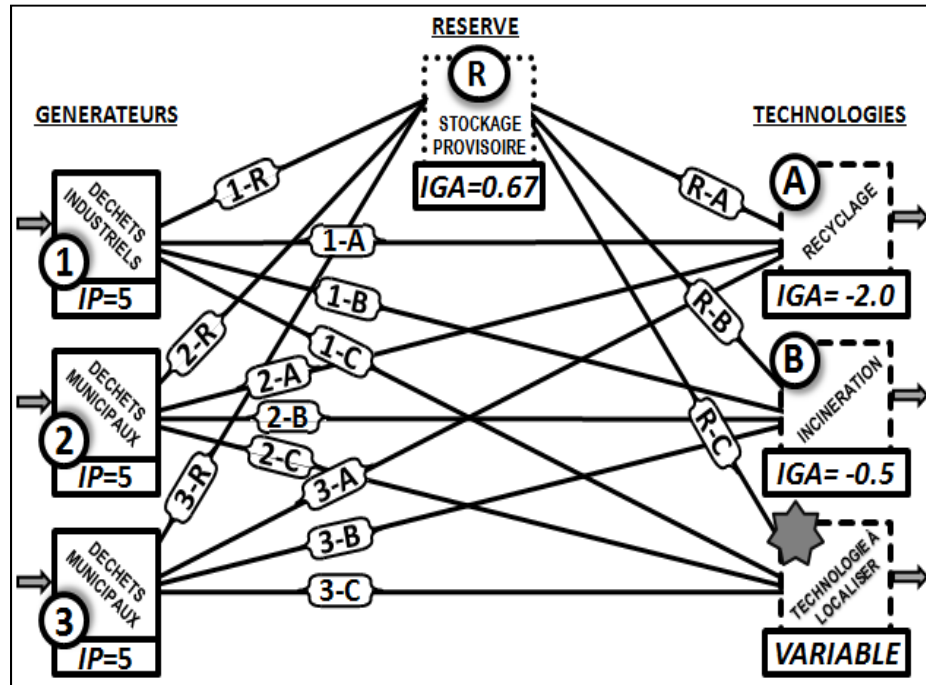 RESERVE
R
STOCKAGE
PROVISOIRE
IGA=0.67
GENERATEURS
DECHETS
INDUSTRIELS
1
IP=5
DECHETS
MUNICIPAUX
2
IP=5
DECHETS
MUNICIPAUX
3
IP=5
1-R
1-A
1-B
1-C
2-R
2-A
2-B
2-C
3-R
3-A
3-B
3-C
R-A
R-B
R-C
TECHNOLOGIES
A
RECYCLAGE
IGA= -2.0
B
INCINERATION
IGA= -0.5
TECHNOLOGIE À
LOCALISER
VARIABLE